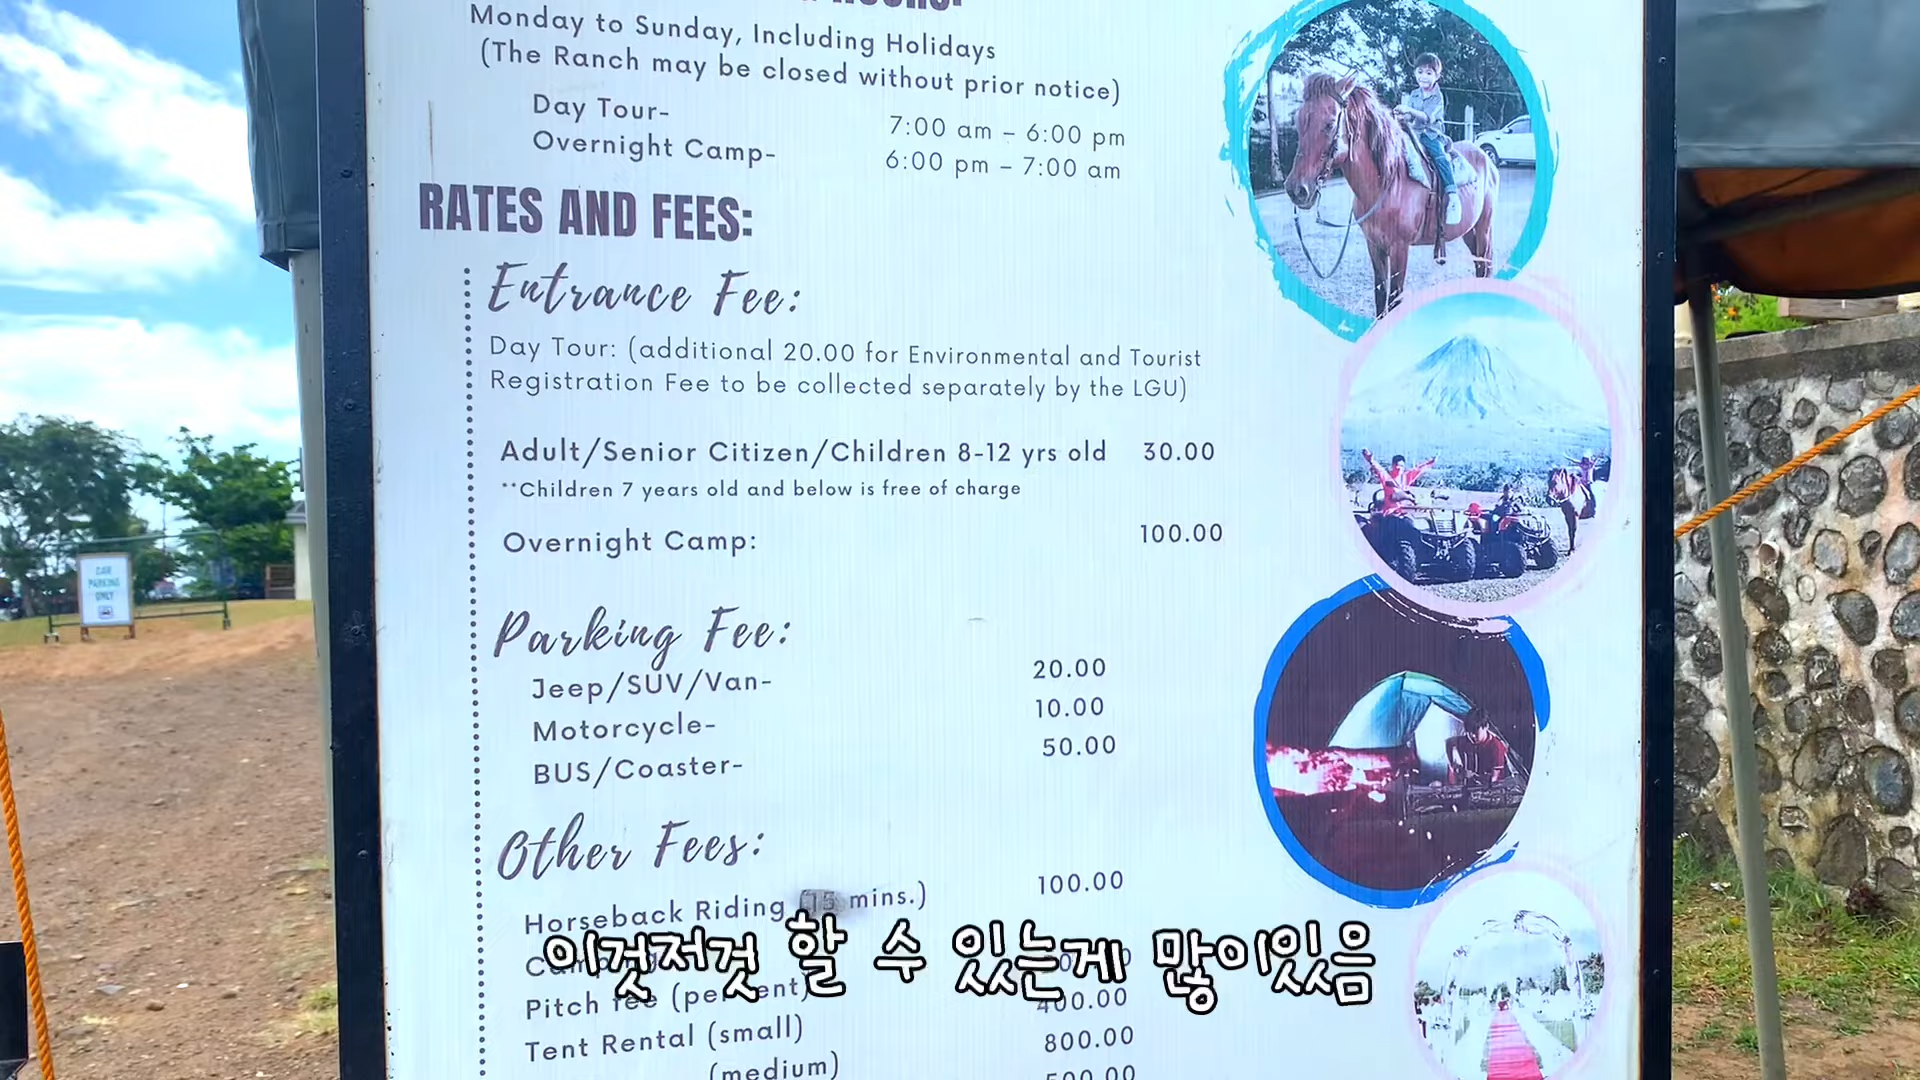 Monday to Sunday, Including Holidays
(The Ranch may be closed without prior notice)
Day Tour- 7:00 am – 6:00 pm
Overnight Camp- 6:00 pm – 7:00 am
RATES AND FEES:
Entrance Fee:
Day Tour: (additional 20.00 for Environmental and Tourist
Registration Fee to be collected separately by the LGU)
Adult/Senior Citizen/Children 8-12 yrs old 30.00
**Children 7 years old and below is free of charge
Overnight Camp: 100.00
Parking Fee:
Jeep/SUV/Van- 20.00
Motorcycle- 10.00
BUS/Coaster- 50.00
Other Fees:
Horseback Riding (15 mins.) 100.00
이것저것 할 수 있는게 많이있음
Pitch fee (per tent) 400.00
Tent Rental (small) 800.00
(medium) 500.00
CAR
PARKING
ONLY